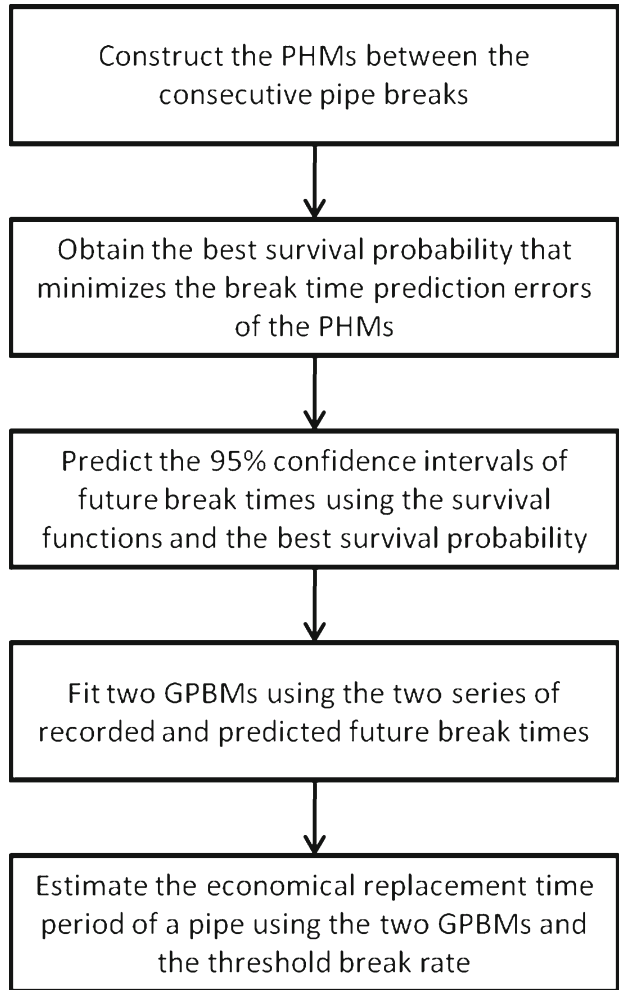 Construct the PHMs between the
consecutive pipe breaks
Obtain the best survival probability that
minimizes the break time prediction errors
of the PHMs
Predict the 95% confidence intervals of
future break times using the survival
functions and the best survival probability
Fit two GPBMs using the two series of
recorded and predicted future break times
Estimate the economical replacement time
period of a pipe using the two GPBMs and
the threshold break rate